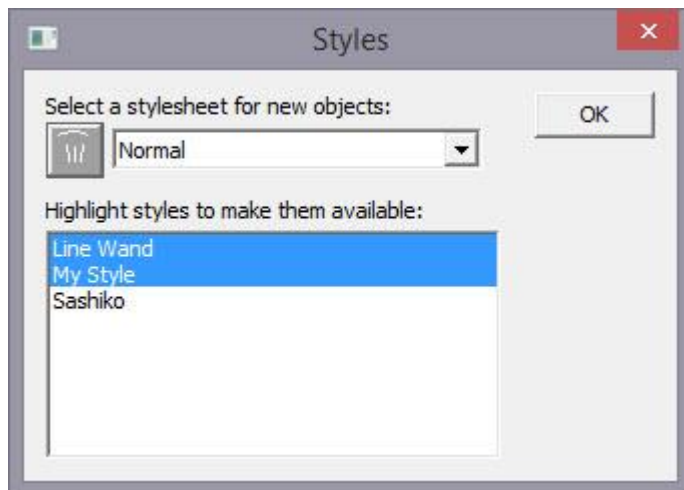 Styles
Select a stylesheet for new objects:
OK
Normal
Highlight styles to make them available:
Line Wand
My Style
Sashiko